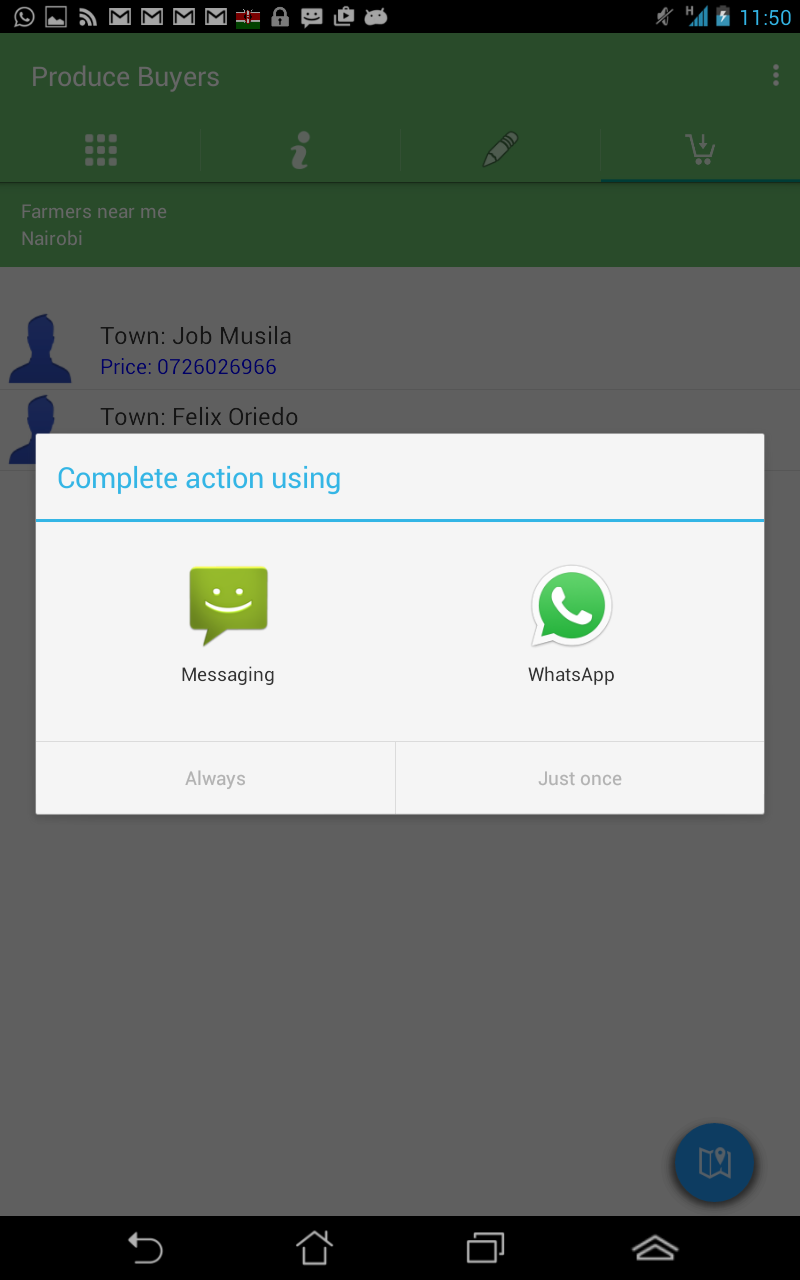 H 11:50
Produce Buyers
Farmers near me
Nairobi
Town: Job Musila
Price: 0726026966
Town: Felix Oriedo
Complete action using
Messaging
WhatsApp
Always
Just once